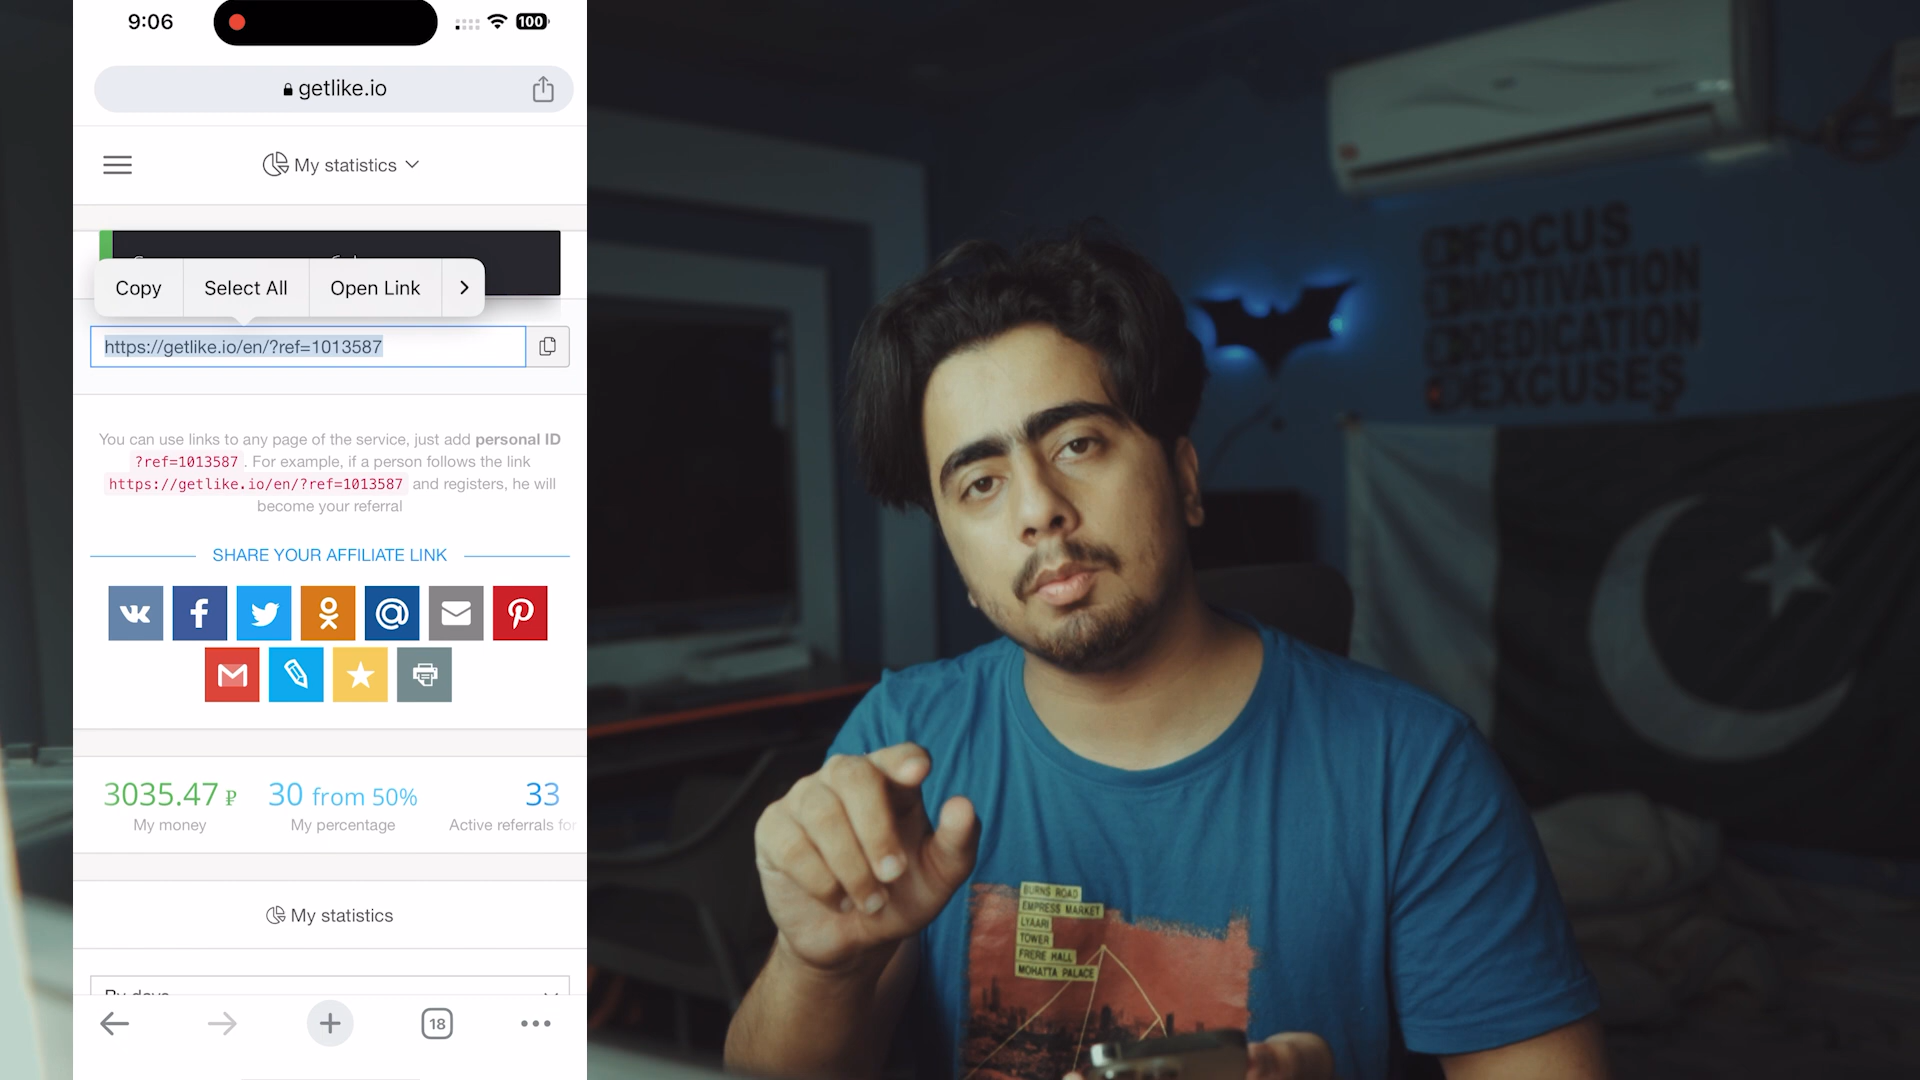 9:06
100
getlike.io
My statistics
Copy
Select All
Open Link
https://getlike.io/en/?ref=1013587
You can use links to any page of the service, just add personal ID
?ref=1013587 . For example, if a person follows the link
https://getlike.io/en/?ref=1013587 and registers, he will
become your referral
SHARE YOUR AFFILIATE LINK
3035.47 ₽
My money
30 from 50%
My percentage
33
Active referrals for
My statistics
By days
18
FOCUS
MOTIVATION
DEDICATION
EXCUSES
BURNS ROAD
EMPRESS MARKET
LYAARI
TOWER
FRERE HALL
MOHATTA PALACE